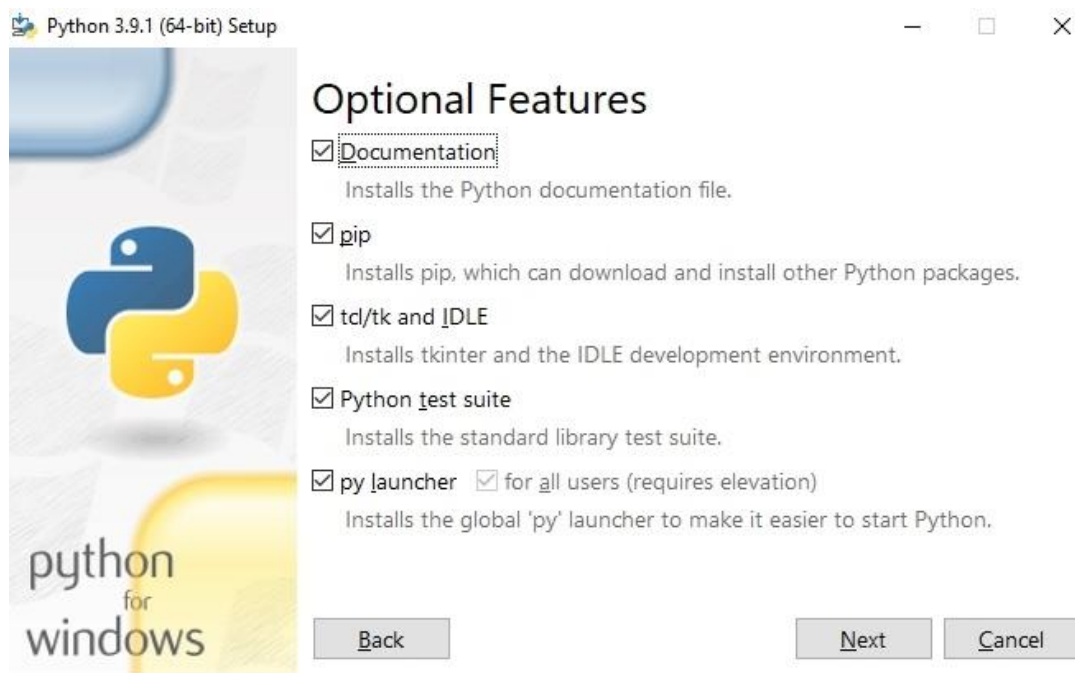 Python 3.9.1 (64-bit) Setup
Optional Features
Documentation
Installs the Python documentation file.
pip
Installs pip, which can download and install other Python packages.
tcl/tk and IDLE
Installs tkinter and the IDLE development environment.
Python test suite
Installs the standard library test suite.
py launcher for all users (requires elevation)
Installs the global 'py' launcher to make it easier to start Python.
python
for
windows
Back Next Cancel